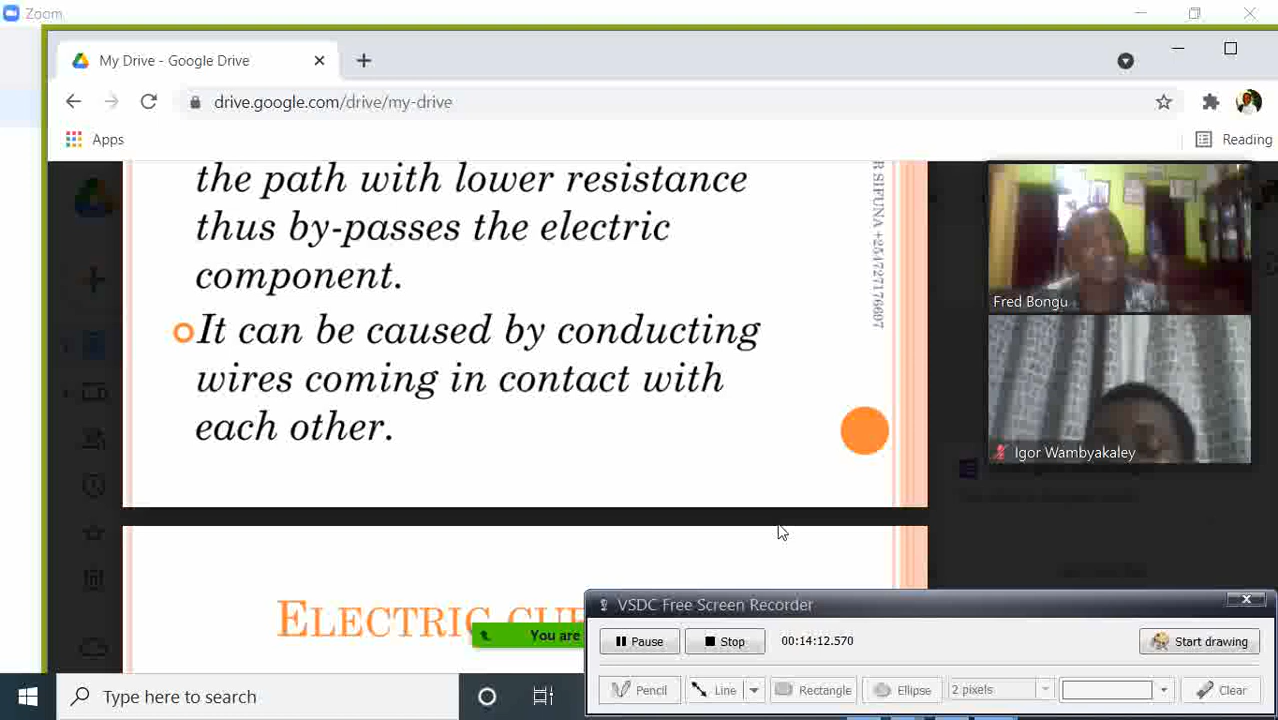 Zoom
My Drive - Google Drive
drive.google.com/drive/my-drive
Apps
Reading
the path with lower resistance
thus by-passes the electric
component.
It can be caused by conducting
wires coming in contact with
each other.
R SIFUNA +254727176607
Fred Bongu
Igor Wambyakaley
ELECTRIC
You are
VSDC Free Screen Recorder
Pause
Stop
00:14:12.570
Start drawing
Pencil
Line
Rectangle
Ellipse
2 pixels
Clear
Type here to search